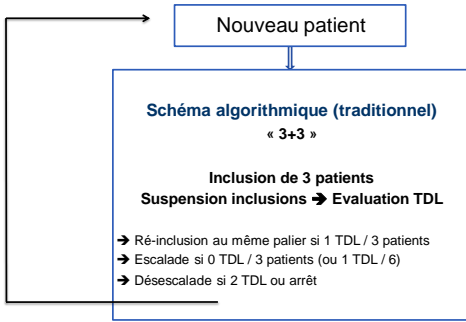 Nouveau patient
Schéma algorithmique (traditionnel)
« 3+3 »
Inclusion de 3 patients
Suspension inclusions ➔ Evaluation TDL
➔ Ré-inclusion au même palier si 1 TDL / 3 patients
➔ Escalade si 0 TDL / 3 patients (ou 1 TDL / 6)
➔ Désescalade si 2 TDL ou arrêt